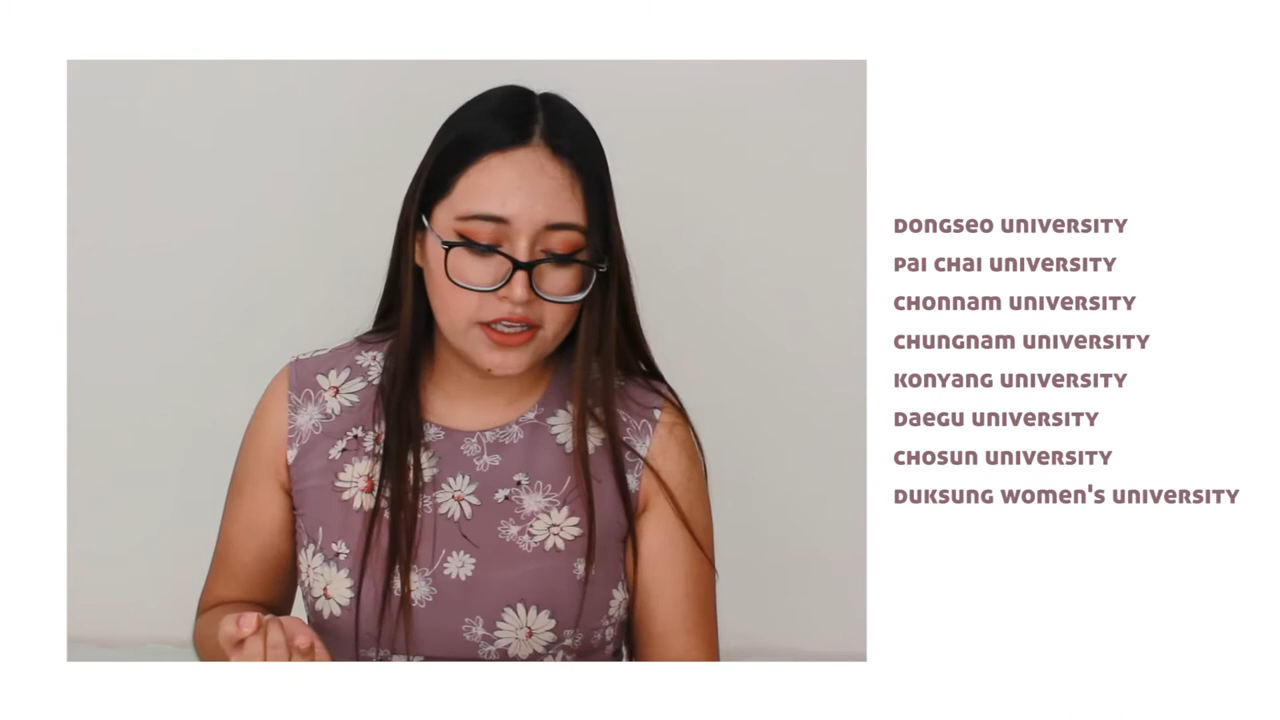 Dongseo University
Pai Chai University
Chonnam University
Chungnam University
Konyang University
Daegu University
Chosun University
Duksung Women's University